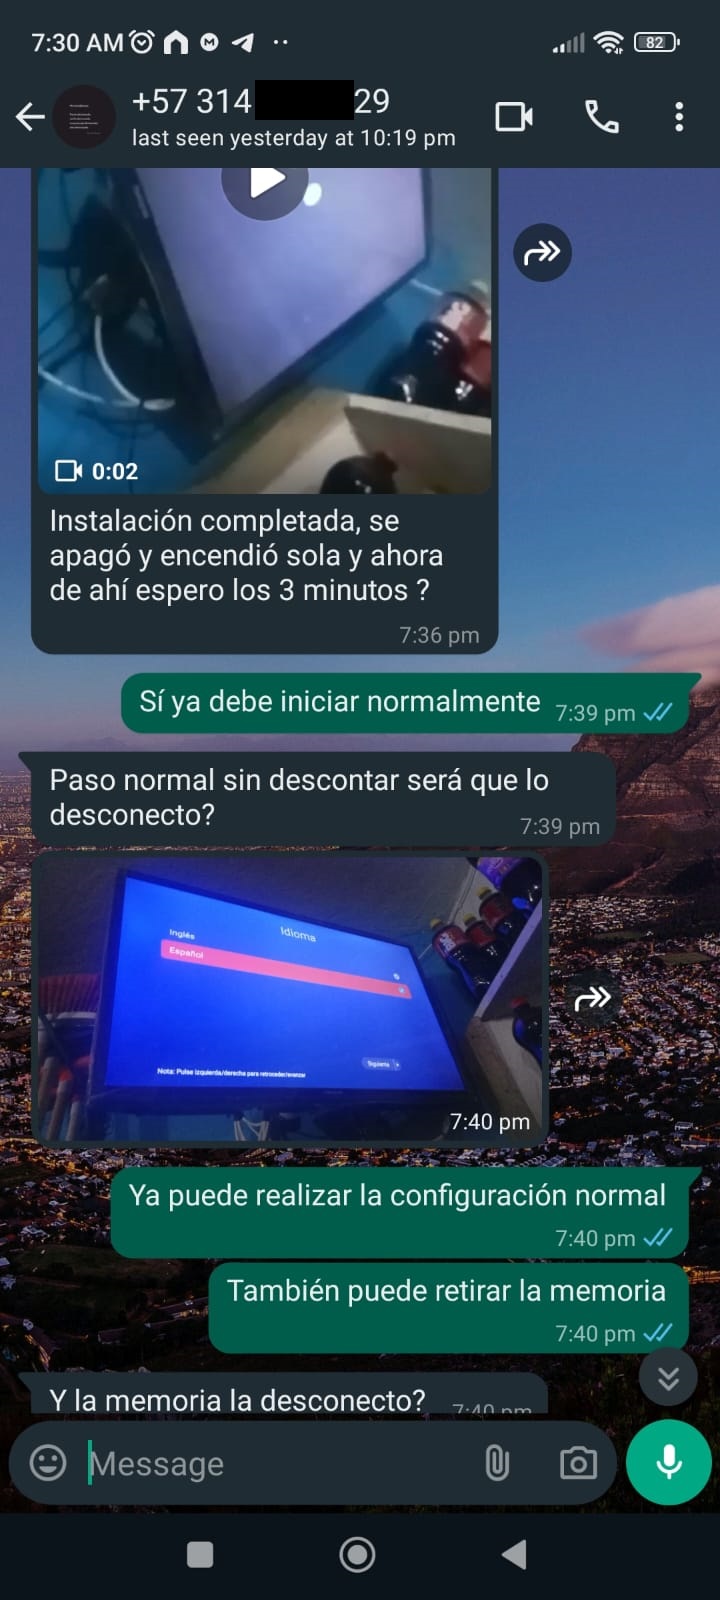 7:30 AM
82
+57 314 29
last seen yesterday at 10:19 pm
0:02
Instalación completada, se
apagó y encendió sola y ahora
de ahí espero los 3 minutos ?
7:36 pm
Sí ya debe iniciar normalmente
7:39 pm
Paso normal sin descontar será que lo
desconecto?
7:39 pm
Idioma
Inglés
Español
Siguiente
Nota: Pulse izquierda/derecha para retroceder/avanzar
7:40 pm
Ya puede realizar la configuración normal
7:40 pm
También puede retirar la memoria
7:40 pm
Y la memoria la desconecto?
7:40 pm
Message